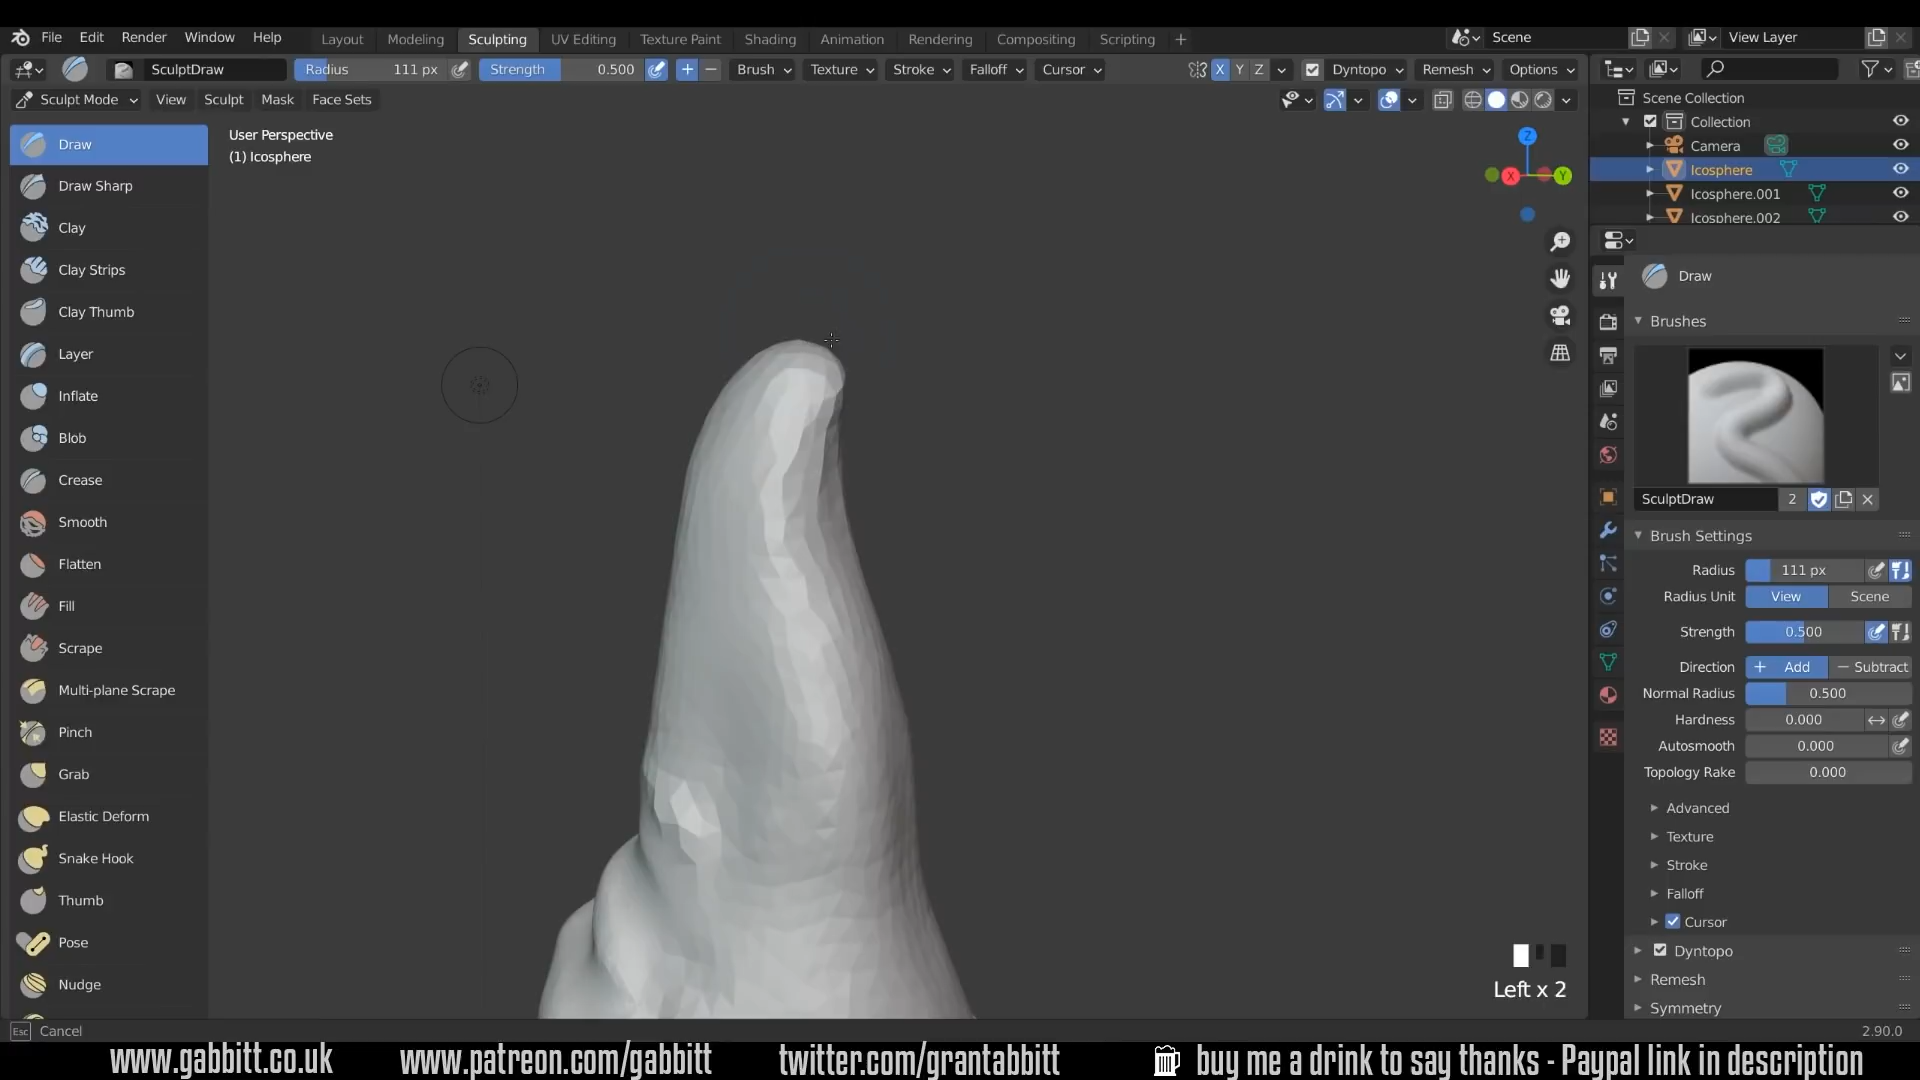 File Edit Render Window Help Layout Modeling Sculpting UV Editing Texture Paint Shading Animation Rendering Compositing Scripting + Scene View Layer
SculptDraw Radius 111 px Strength 0.500 Brush Texture Stroke Falloff Cursor X Y Z Dyntopo Remesh Options
Sculpt Mode View Sculpt Mask Face Sets
User Perspective
(1) Icosphere
Draw
Draw Sharp
Clay
Clay Strips
Clay Thumb
Layer
Inflate
Blob
Crease
Smooth
Flatten
Fill
Scrape
Multi-plane Scrape
Pinch
Grab
Elastic Deform
Snake Hook
Thumb
Pose
Nudge
Z
X Y
Left x 2
Scene Collection
Collection
Camera
Icosphere
Icosphere.001
Icosphere.002
Draw
Brushes
SculptDraw 2
Brush Settings
Radius 111 px
Radius Unit View Scene
Strength 0.500
Direction + Add − Subtract
Normal Radius 0.500
Hardness 0.000
Autosmooth 0.000
Topology Rake 0.000
Advanced
Texture
Stroke
Falloff
Cursor
Dyntopo
Remesh
Symmetry
Esc Cancel 2.90.0
www.gabbitt.co.uk www.patreon.com/gabbitt twitter.com/grantabbitt buy me a drink to say thanks - Paypal link in description